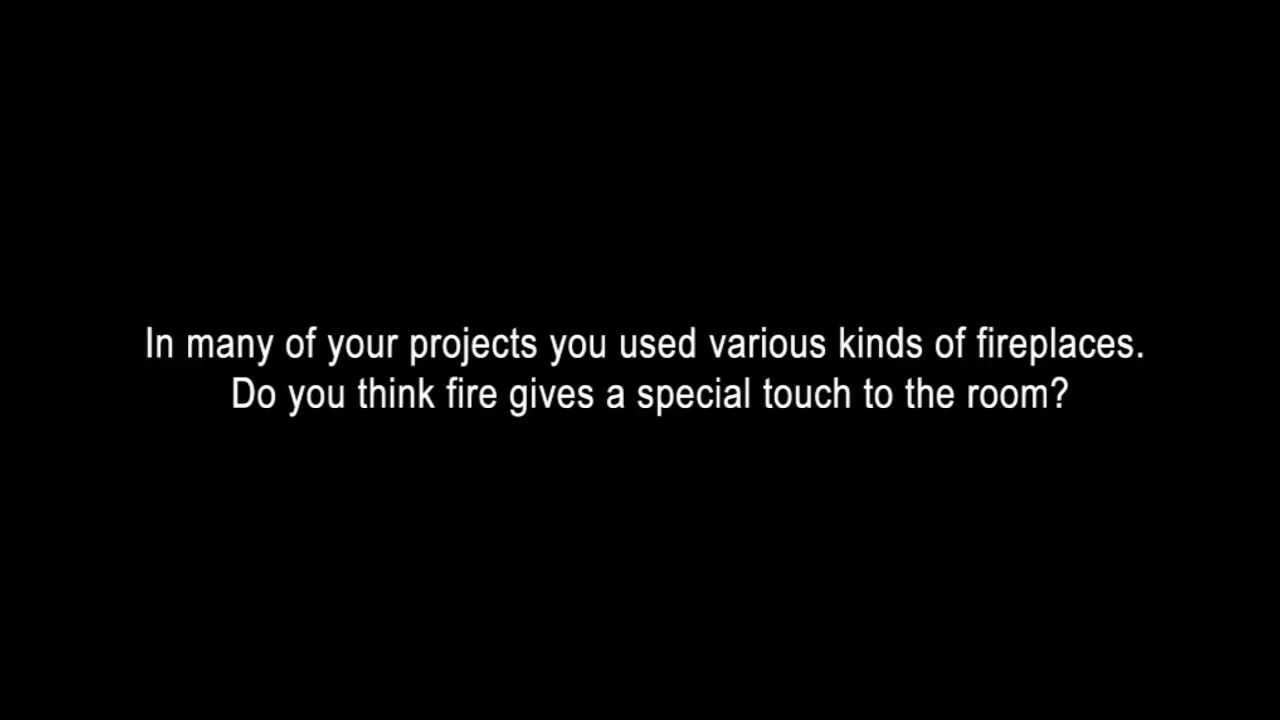 In many of your projects you used various kinds of fireplaces.
Do you think fire gives a special touch to the room?